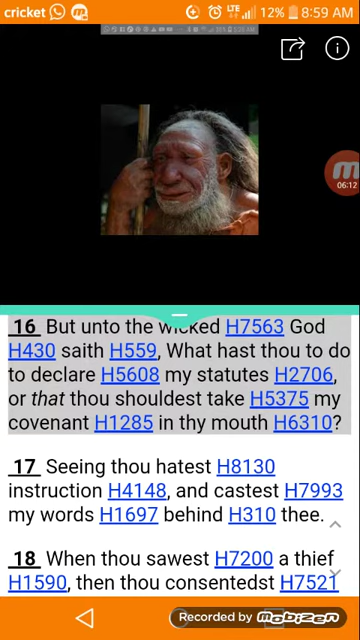 cricket LTE 12% 8:59 AM
06:12
16 But unto the wicked H7563 God
H430 saith H559, What hast thou to do
to declare H5608 my statutes H2706,
or that thou shouldest take H5375 my
covenant H1285 in thy mouth H6310?
17 Seeing thou hatest H8130
instruction H4148, and castest H7993
my words H1697 behind H310 thee.
18 When thou sawest H7200 a thief
H1590, then thou consentedst H7521
Recorded by mobizen